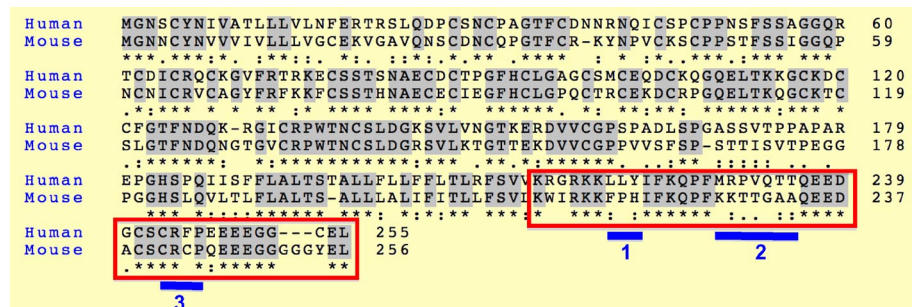 Human MGNSCYNIVATLLLVLNFERTRSLQDPCSNCPAGTFCDNNRNQICSPCPPNSFSSAGGQR 60
Mouse MGNNCYNVVVIVLLLVGCEKVGAVQNSCDNCQPGTFCR-KYNPVCKSCPPSTFSSIGGQP 59
Human TCDICRQCKGVFRTRKECSSTSNAECDCTPGFHCLGAGCSMCEQDCKQGQELTKKGCKDC 120
Mouse NCNICRVCAGYFRFKKFCSSTHNAECECIEGFHCLGPQCTRCEKDCRPGQELTKQGCKTC 119
Human CFGTFNDQK-RGICRPWTNCSLDGKSVLVNGTKERDVVCGPSPADLSPGASSVTPPAPAR 179
Mouse SLGTFNDQNGTGVCRPWTNCSLDGRSVLKTGTTEKDVVCGPPVVSFSP-STTISVTPEGG 178
Human EPGHSPQIISFFLALTSTALLFLLFFLTLRFSVVKRGRKKLLYIFKQPFMRPVQTTQEED 239
Mouse PGGHSLQVLTLFLALTS-ALLLALIFITLLFSVLKWIRKKFPHIFKQPFKKTTGAAQEED 237
Human GCSCRFPEEEEGG---CEL 255
Mouse ACSCRCPQEEEGGGGGYEL 256
1
2
3